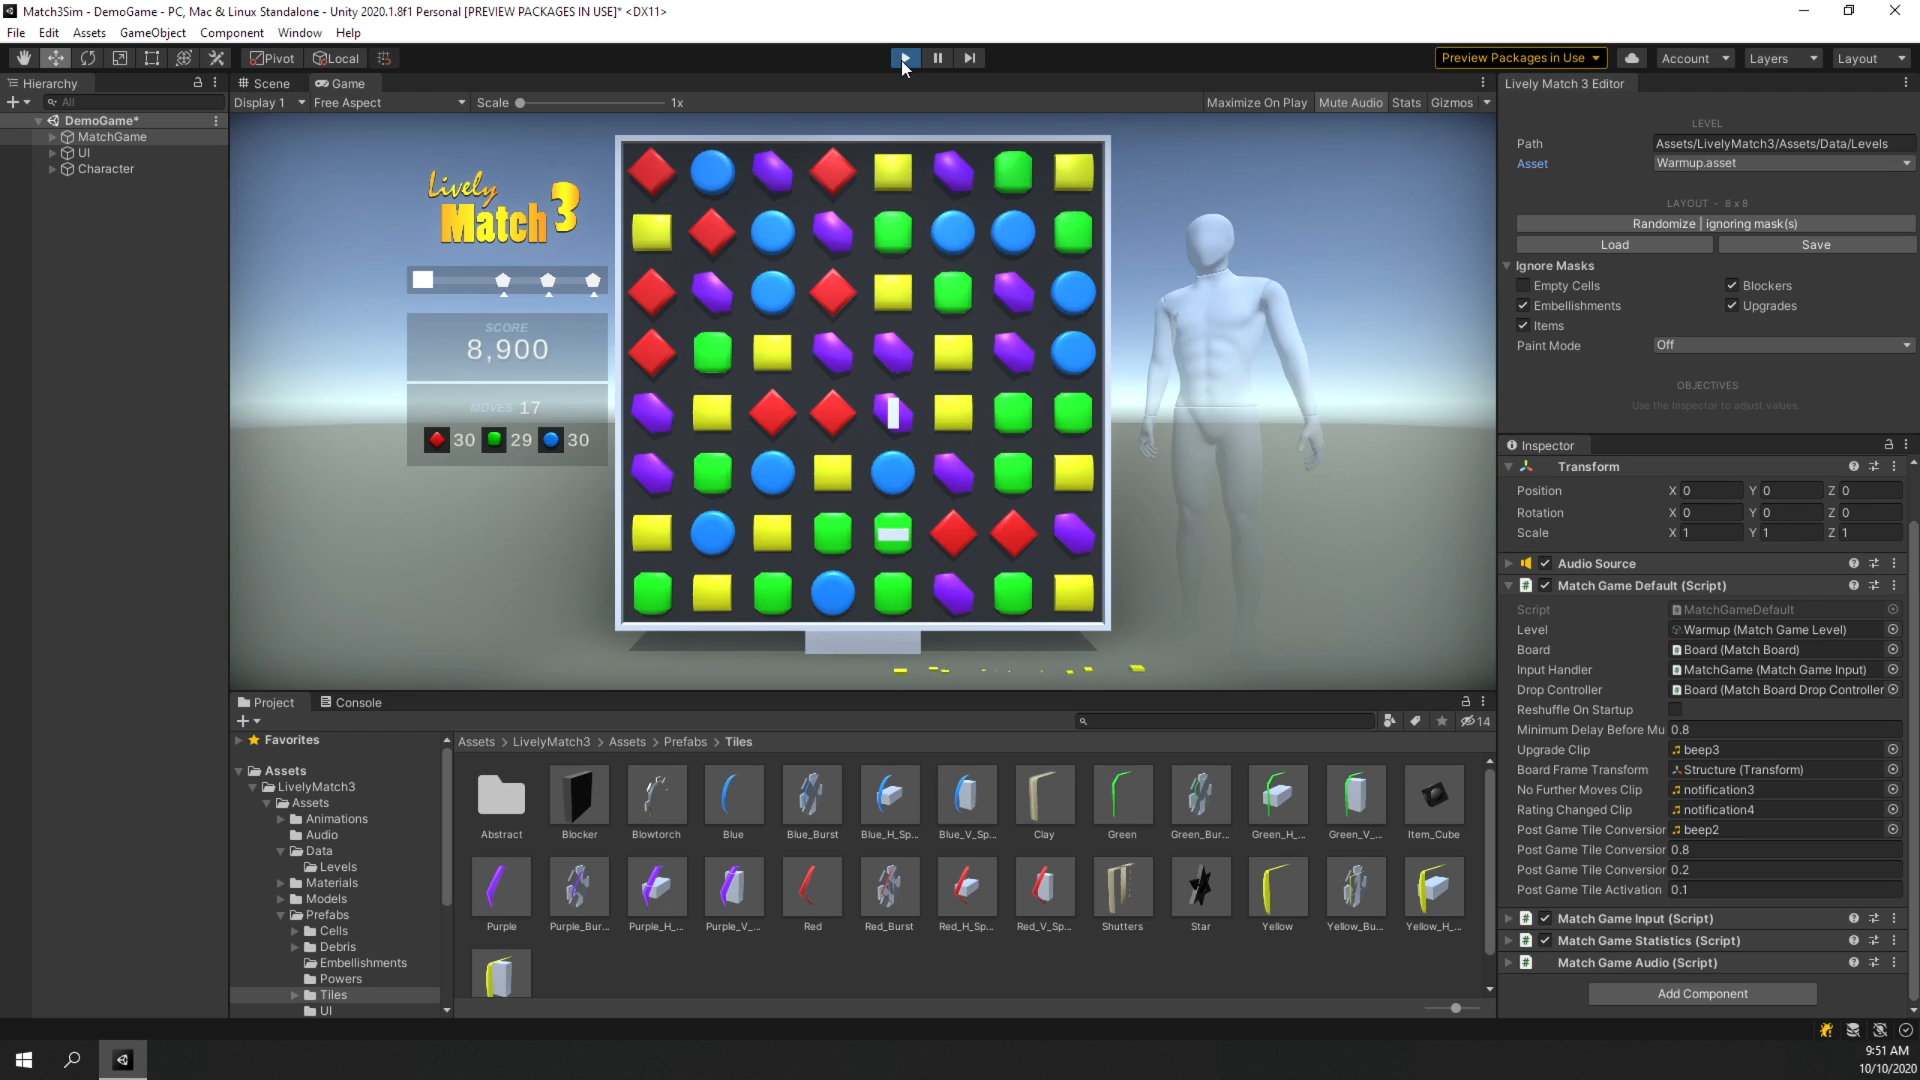 Match3Sim - DemoGame - PC, Mac & Linux Standalone - Unity 2020.1.8f1 Personal [PREVIEW PACKAGES IN USE]* <DX11>
File Edit Assets GameObject Component Window Help
Pivot Local Preview Packages in Use Account Layers Layout
Hierarchy
All
DemoGame*
MatchGame
UI
Character
Scene Game
Display 1 Free Aspect Scale 1x Maximize On Play Mute Audio Stats Gizmos
Lively
Match 3
SCORE
8,900
MOVES 17
30 29 30
Lively Match 3 Editor
LEVEL
Path Assets/LivelyMatch3/Assets/Data/Levels
Asset Warmup.asset
LAYOUT - 8 x 8
Randomize | ignoring mask(s)
Load Save
Ignore Masks
Empty Cells Blockers
Embellishments Upgrades
Items
Paint Mode Off
OBJECTIVES
Use the Inspector to adjust values.
Inspector
Transform
Position X 0 Y 0 Z 0
Rotation X 0 Y 0 Z 0
Scale X 1 Y 1 Z 1
Audio Source
Match Game Default (Script)
Script MatchGameDefault
Level Warmup (Match Game Level)
Board Board (Match Board)
Input Handler MatchGame (Match Game Input)
Drop Controller Board (Match Board Drop Controller
Reshuffle On Startup
Minimum Delay Before Mu 0.8
Upgrade Clip beep3
Board Frame Transform Structure (Transform)
No Further Moves Clip notification3
Rating Changed Clip notification4
Post Game Tile Conversior beep2
Post Game Tile Conversior 0.8
Post Game Tile Conversior 0.2
Post Game Tile Activation 0.1
Match Game Input (Script)
Match Game Statistics (Script)
Match Game Audio (Script)
Add Component
Project Console
14
Favorites
Assets
LivelyMatch3
Assets
Animations
Audio
Data
Levels
Materials
Models
Prefabs
Cells
Debris
Embellishments
Powers
Tiles
UI
Assets > LivelyMatch3 > Assets > Prefabs > Tiles
Abstract Blocker Blowtorch Blue Blue_Burst Blue_H_Sp... Blue_V_Sp... Clay Green Green_Bur... Green_H_... Green_V_... Item_Cube
Purple Purple_Bur... Purple_H_... Purple_V_... Red Red_Burst Red_H_Sp... Red_V_Sp... Shutters Star Yellow Yellow_Bu... Yellow_H_...
9:51 AM
10/10/2020